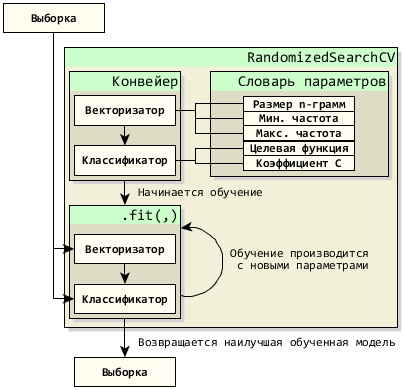 Выборка
RandomizedSearchCV
Конвейер
Словарь параметров
Векторизатор
Классификатор
Размер n-грамм
Мин. частота
Макс. частота
Целевая функция
Коэффициент C
Начинается обучение
.fit(,)
Векторизатор
Классификатор
Обучение производится
с новыми параметрами
Возвращается наилучшая обученная модель
Выборка